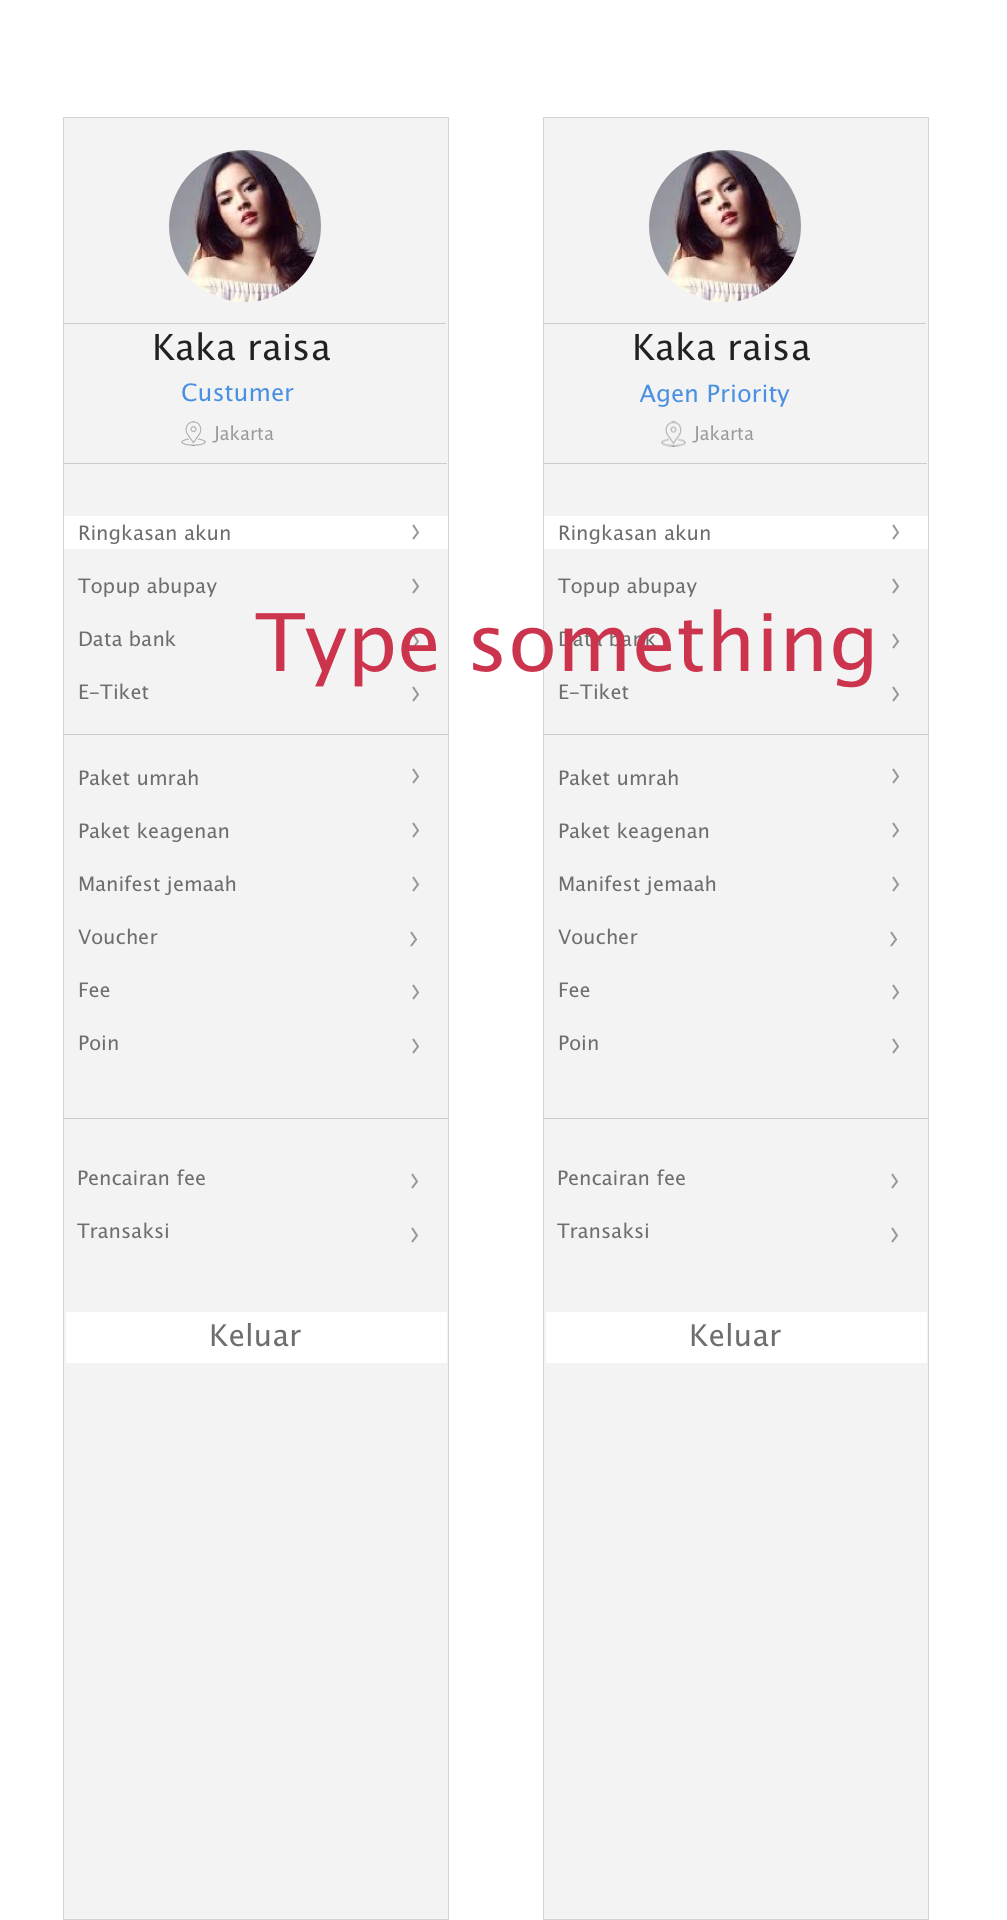 Kaka raisa
Custumer
Jakarta
Ringkasan akun
Topup abupay
Data bank
E-Tiket
Paket umrah
Paket keagenan
Manifest jemaah
Voucher
Fee
Poin
Pencairan fee
Transaksi
Keluar
Type something
Kaka raisa
Agen Priority
Jakarta
Ringkasan akun
Topup abupay
Data bank
E-Tiket
Paket umrah
Paket keagenan
Manifest jemaah
Voucher
Fee
Poin
Pencairan fee
Transaksi
Keluar